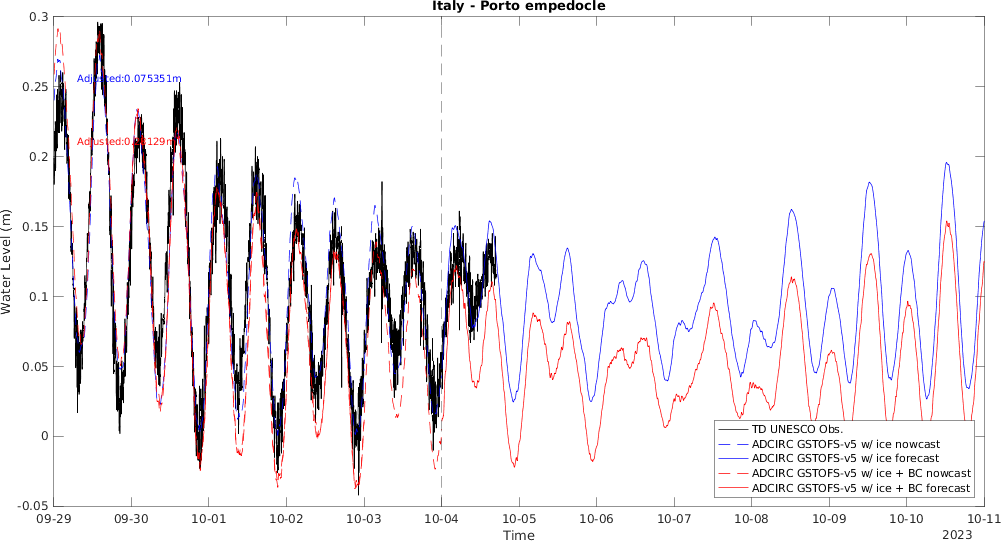 Italy - Porto empedocle
0.3
0.25
0.2
0.15
0.1
0.05
0
-0.05
Water Level (m)
Adjusted:0.075351m
09-29
09-30
10-01
10-02
10-03
10-04
10-05
10-06
10-07
10-08
10-09
10-10
10-11
2023
Time
TD UNESCO Obs.
ADCIRC GSTOFS-v5 w/ ice nowcast
ADCIRC GSTOFS-v5 w/ ice forecast
ADCIRC GSTOFS-v5 w/ ice + BC nowcast
ADCIRC GSTOFS-v5 w/ ice + BC forecast